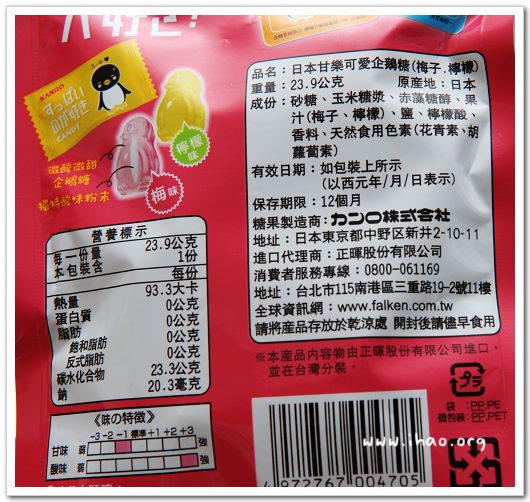 好き!
KANRO
すっぱい
のが好き
CANDY
微酸微甜
企鵝糖
獨特酸味粉末
檸檬味
梅味
品名:日本甘樂可愛企鵝糖(梅子.檸檬)
重量:23.9公克 原產地:日本
成份:砂糖、玉米糖漿、赤藻糖醇、果
汁(梅子、檸檬)、鹽、檸檬酸、
香料、天然食用色素(花青素、胡
蘿蔔素)
有效日期:如包裝上所示
(以西元年/月/日表示)
保存期限:12個月
糖果製造商:カンロ株式会社
地址:日本東京都中野区新井2-10-11
進口代理商:正暉股份有限公司
消費者服務專線:0800-061169
地址:台北市115南港區三重路19-2號11樓
全球資訊網:www.falken.com.tw
請將產品存放於乾涼處 開封後請儘早食用
※本產品内容物由正暉股份有限公司進口,
並在台灣分裝。
營養標示
每一份量 23.9公克
本包裝含 1份
每份
熱量 93.3大卡
蛋白質 0公克
脂肪 0公克
飽和脂肪 0公克
反式脂肪 0公克
碳水化合物 23.3公克
鈉 20.3毫克
《味の特徴》
-3 -2 -1 標準 +1 +2 +3
甘味 弱 強
酸味 弱 強
プラ
袋:PP,PE
個包装:PP,PET
4972767004705
www.ihao.org